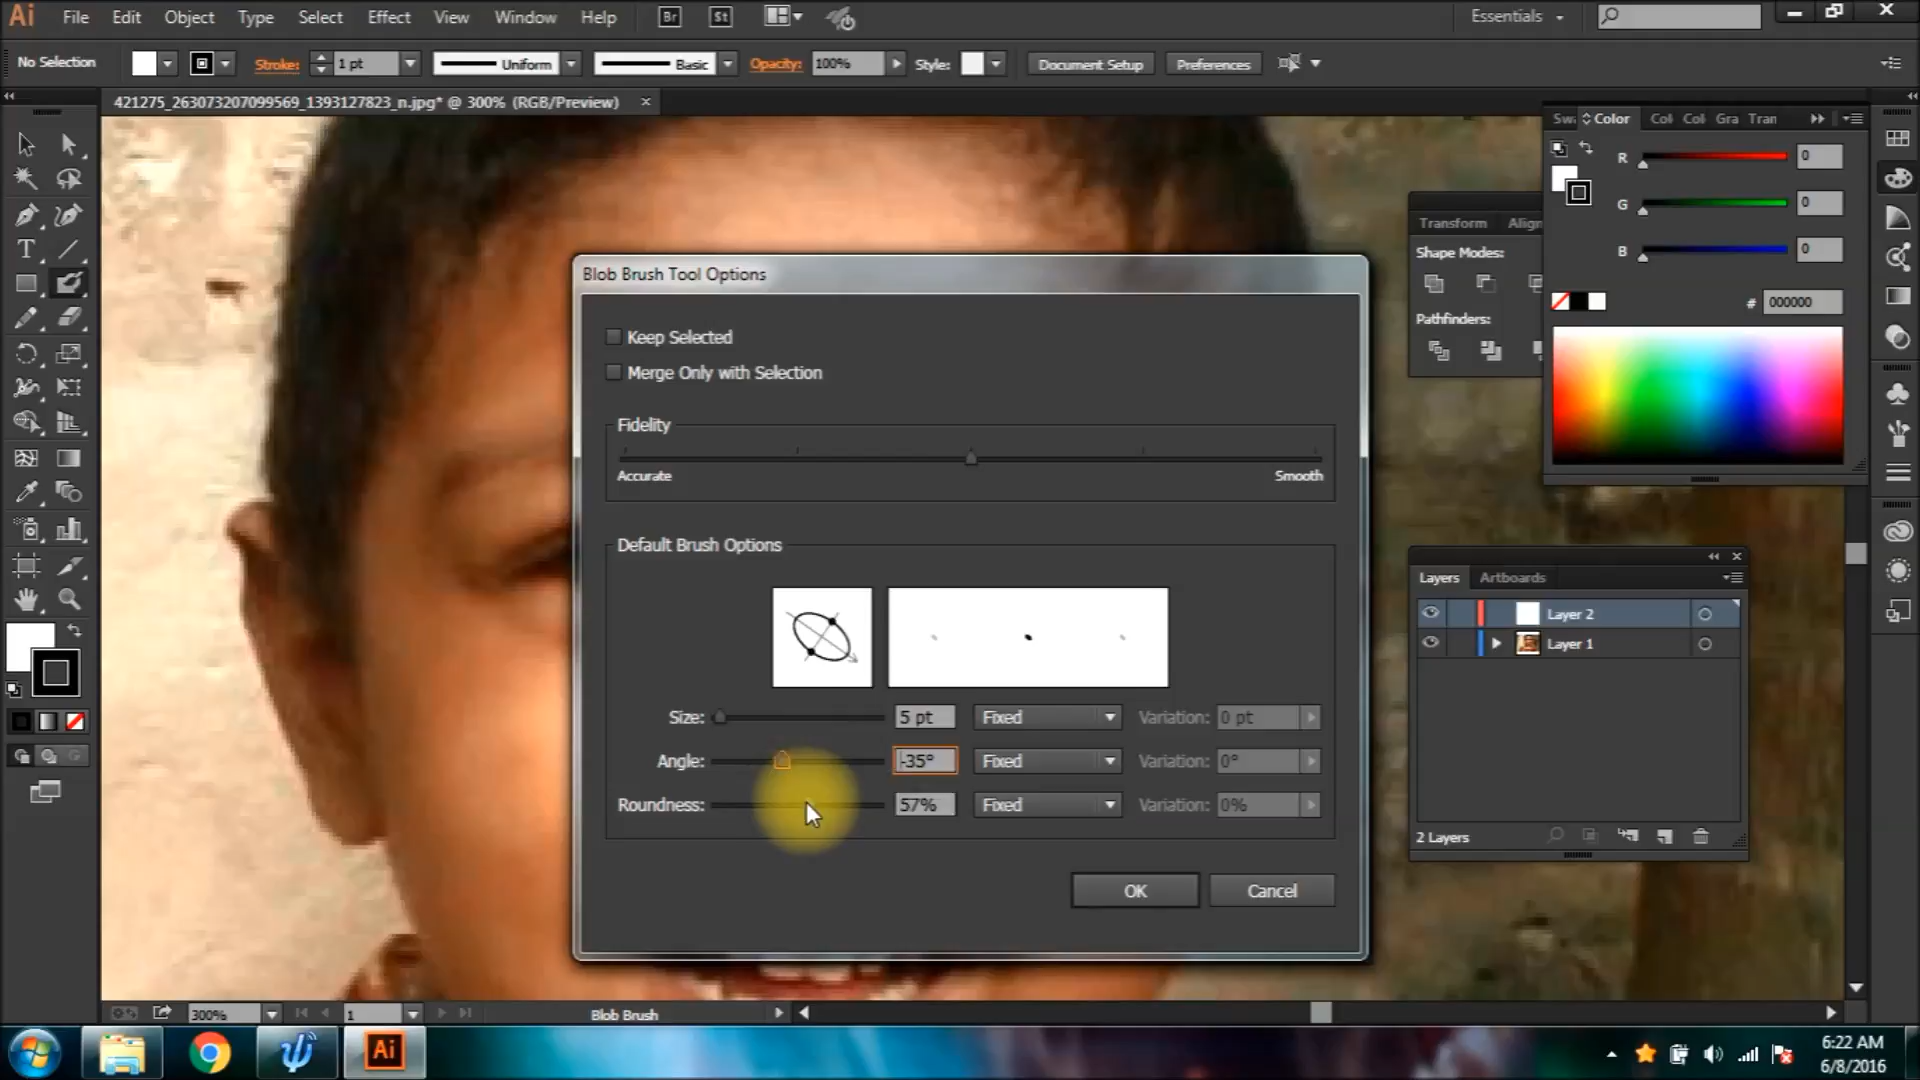 Ai File Edit Object Type Select Effect View Window Help Br St Essentials
No Selection Stroke: 1 pt Uniform Basic Opacity: 100% Style: Document Setup Preferences
421275_263073207099569_1393127823_n.jpg* @ 300% (RGB/Preview)
Swa Color Col Col Gra Tran
R 0
G 0
B 0
# 000000
Transform Align
Shape Modes:
Pathfinders:
Blob Brush Tool Options
Keep Selected
Merge Only with Selection
Fidelity
Accurate Smooth
Default Brush Options
Size: 5 pt Fixed Variation: 0 pt
Angle: -35° Fixed Variation: 0°
Roundness: 57% Fixed Variation: 0%
OK Cancel
Layers Artboards
Layer 2
Layer 1
2 Layers
300% 1 Blob Brush
Ai
6:22 AM
6/8/2016